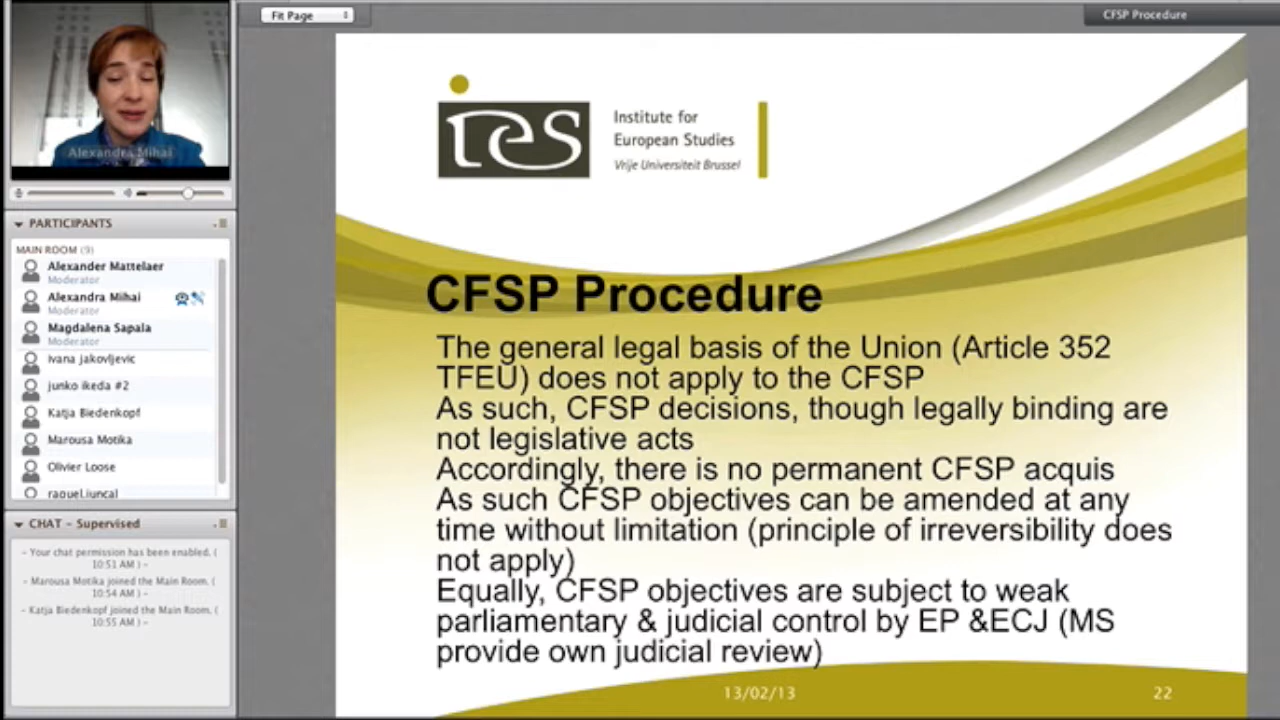 Fit Page
CFSP Procedure
Alexandra Mihai
PARTICIPANTS
MAIN ROOM (9)
Alexander Mattelaer
Moderator
Alexandra Mihai
Moderator
Magdalena Sapala
Moderator
ivana jakovljevic
junko ikeda #2
Katja Biedenkopf
Marousa Motika
Olivier Loose
raquel.juncal
CHAT – Supervised
– Your chat permission has been enabled. (
10:51 AM ) –
– Marousa Motika joined the Main Room. (
10:54 AM ) –
– Katja Biedenkopf joined the Main Room. (
10:55 AM ) –
ies
Institute for
European Studies
Vrije Universiteit Brussel
CFSP Procedure
The general legal basis of the Union (Article 352
TFEU) does not apply to the CFSP
As such, CFSP decisions, though legally binding are
not legislative acts
Accordingly, there is no permanent CFSP acquis
As such CFSP objectives can be amended at any
time without limitation (principle of irreversibility does
not apply)
Equally, CFSP objectives are subject to weak
parliamentary & judicial control by EP &ECJ (MS
provide own judicial review)
13/02/13
22